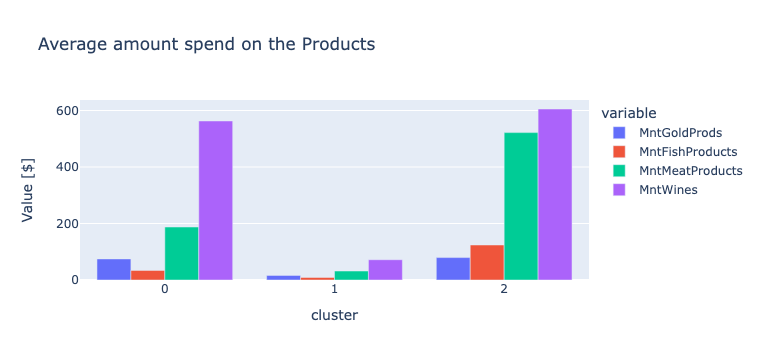 Average amount spend on the Products
Value [$]
600
400
200
0
0
1
2
cluster
variable
MntGoldProds
MntFishProducts
MntMeatProducts
MntWines